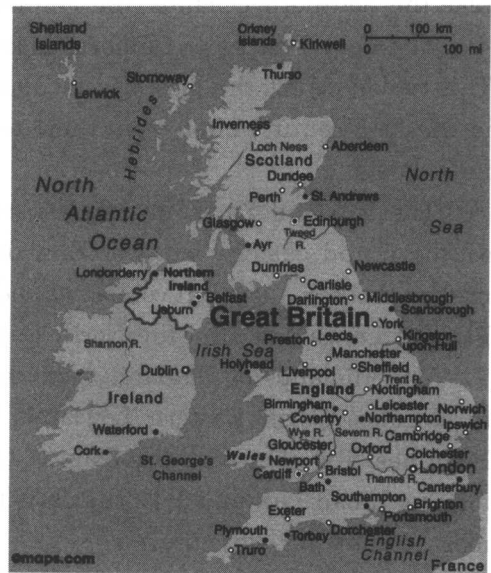 Shetland
Islands
Orkney
Islands
Kirkwell
0 100 km
0 100 mi
Thurso
Lerwick
Stornoway
Hebrides
Inverness
Loch Ness
Aberdeen
Scotland
Dundee
Perth
St. Andrews
North
Atlantic
Ocean
North
Sea
Glasgow
Edinburgh
Tweed
R.
Ayr
Londonderry
Northern
Ireland
Dumfries
Newcastle
Carlisle
Belfast
Lisburn
Darlington
Middlesbrough
Scarborough
Great Britain
York
Shannon R.
Irish Sea
Preston
Leeds
Kingston-
upon-Hull
Manchester
Dublin
Holyhead
Liverpool
Sheffield
Trent R.
Ireland
England
Nottingham
Birmingham
Leicester
Norwich
Coventry
Northampton
Ipswich
Waterford
Wye R.
Severn R.
Cambridge
Cork
Gloucester
Oxford
Colchester
St. George's
Channel
Wales
Newport
London
Cardiff
Bristol
Thames R.
Bath
Canterbury
Southampton
Brighton
Exeter
Portsmouth
Plymouth
Dorchester
Torbay
English
Channel
Truro
France
emaps.com